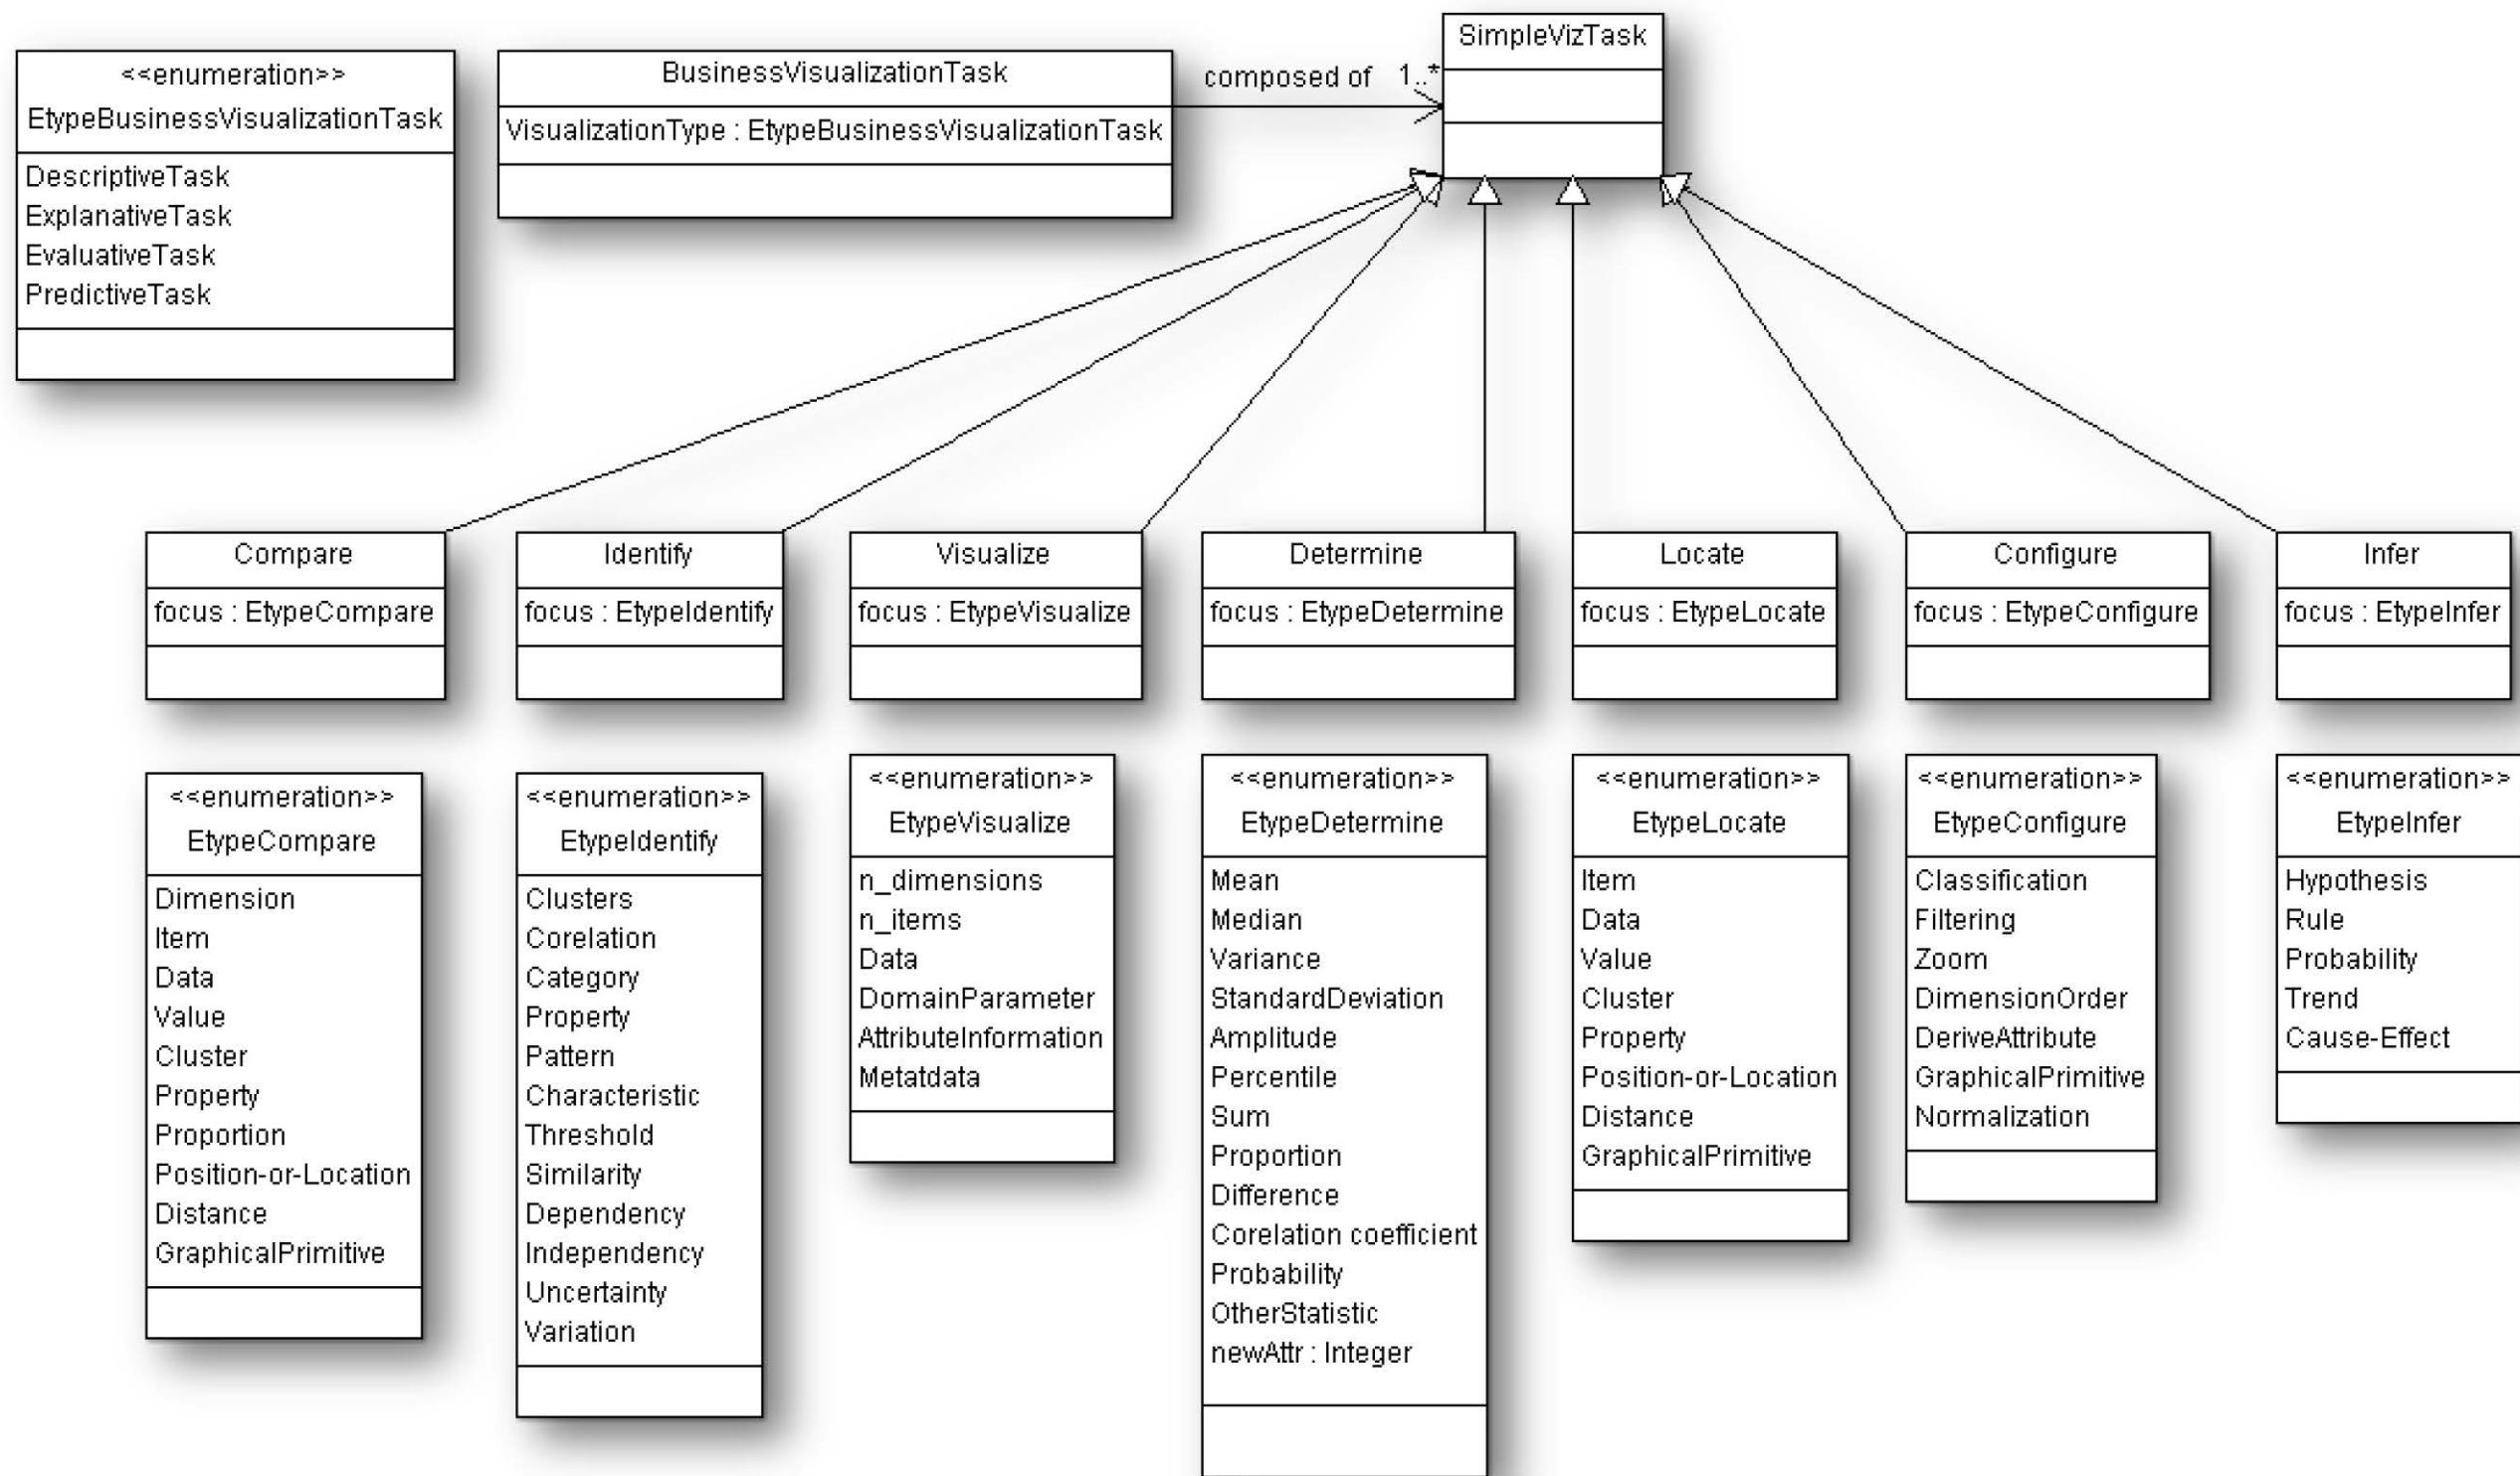 <<enumeration>>
EtypeBusinessVisualizationTask
DescriptiveTask
ExplanativeTask
EvaluativeTask
PredictiveTask
BusinessVisualizationTask
VisualizationType : EtypeBusinessVisualizationTask
composed of 1..*
SimpleVizTask
Compare
focus : EtypeCompare
Identify
focus : EtypeIdentify
Visualize
focus : EtypeVisualize
Determine
focus : EtypeDetermine
Locate
focus : EtypeLocate
Configure
focus : EtypeConfigure
Infer
focus : EtypeInfer
<<enumeration>>
EtypeCompare
Dimension
Item
Data
Value
Cluster
Property
Proportion
Position-or-Location
Distance
GraphicalPrimitive
<<enumeration>>
EtypeIdentify
Clusters
Corelation
Category
Property
Pattern
Characteristic
Threshold
Similarity
Dependency
Independency
Uncertainty
Variation
<<enumeration>>
EtypeVisualize
n_dimensions
n_items
Data
DomainParameter
AttributeInformation
Metatdata
<<enumeration>>
EtypeDetermine
Mean
Median
Variance
StandardDeviation
Amplitude
Percentile
Sum
Proportion
Difference
Corelation coefficient
Probability
OtherStatistic
newAttr : Integer
<<enumeration>>
EtypeLocate
Item
Data
Value
Cluster
Property
Position-or-Location
Distance
GraphicalPrimitive
<<enumeration>>
EtypeConfigure
Classification
Filtering
Zoom
DimensionOrder
DeriveAttribute
GraphicalPrimitive
Normalization
<<enumeration>>
EtypeInfer
Hypothesis
Rule
Probability
Trend
Cause-Effect